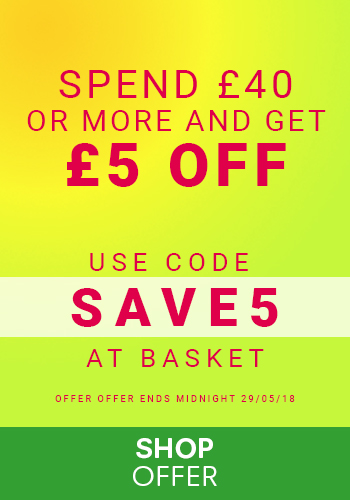 SPEND £40
OR MORE AND GET
£5 OFF
USE CODE
SAVE5
AT BASKET
OFFER OFFER ENDS MIDNIGHT 29/05/18
SHOP
OFFER